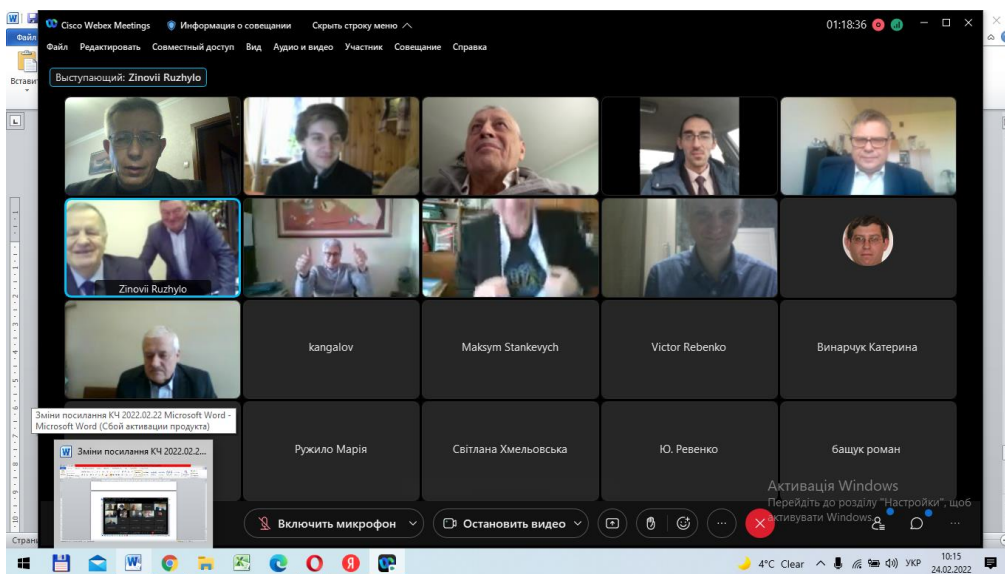 Cisco Webex Meetings Информация о совещании Скрыть строку меню 01:18:36
Файл Редактировать Совместный доступ Вид Аудио и видео Участник Совещание Справка
Выступающий: Zinovii Ruzhylo
Zinovii Ruzhylo
kangalov
Maksym Stankevych
Victor Rebenko
Винарчук Катерина
Зміни посилання КЧ 2022.02.22 Microsoft Word -
Microsoft Word (Сбой активации продукта)
Зміни посилання КЧ 2022.02.2...
Ружило Марія
Світлана Хмельовська
Ю. Ревенко
бащук роман
Активація Windows
Перейдіть до розділу "Настройки", щоб
активувати Windows.
Включить микрофон
Остановить видео
4°C Clear
УКР
10:15
24.02.2022